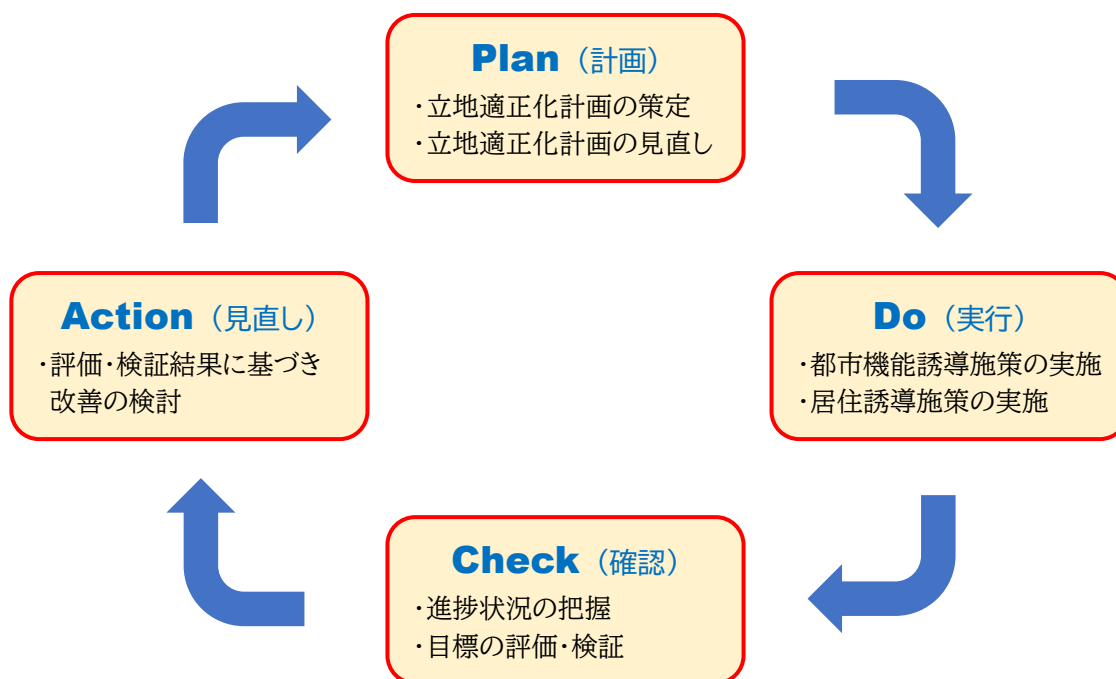 Plan（計画）
・立地適正化計画の策定
・立地適正化計画の見直し
Do（実行）
・都市機能誘導施策の実施
・居住誘導施策の実施
Check（確認）
・進捗状況の把握
・目標の評価・検証
Action（見直し）
・評価・検証結果に基づき
改善の検討